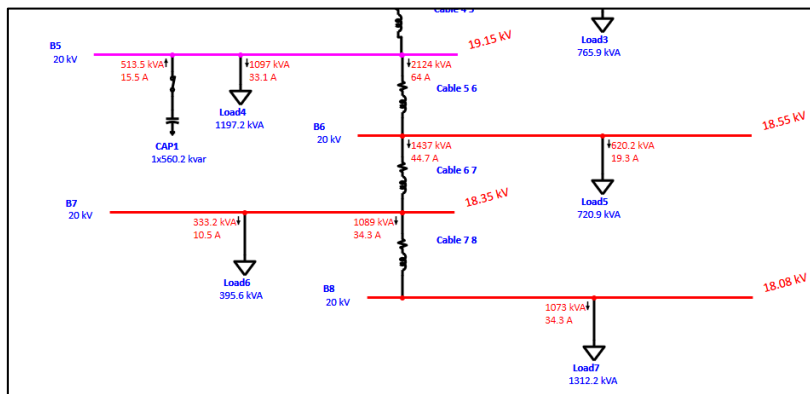 Cable 4 5
Load3
765.9 kVA
B5
20 kV
19.15 kV
513.5 kVA
15.5 A
1097 kVA
33.1 A
2124 kVA
64 A
Load4
1197.2 kVA
CAP1
1x560.2 kvar
Cable 5 6
B6
20 kV
18.55 kV
1437 kVA
44.7 A
620.2 kVA
19.3 A
Cable 6 7
Load5
720.9 kVA
B7
20 kV
18.35 kV
333.2 kVA
10.5 A
1089 kVA
34.3 A
Load6
395.6 kVA
Cable 7 8
B8
20 kV
18.08 kV
1073 kVA
34.3 A
Load7
1312.2 kVA